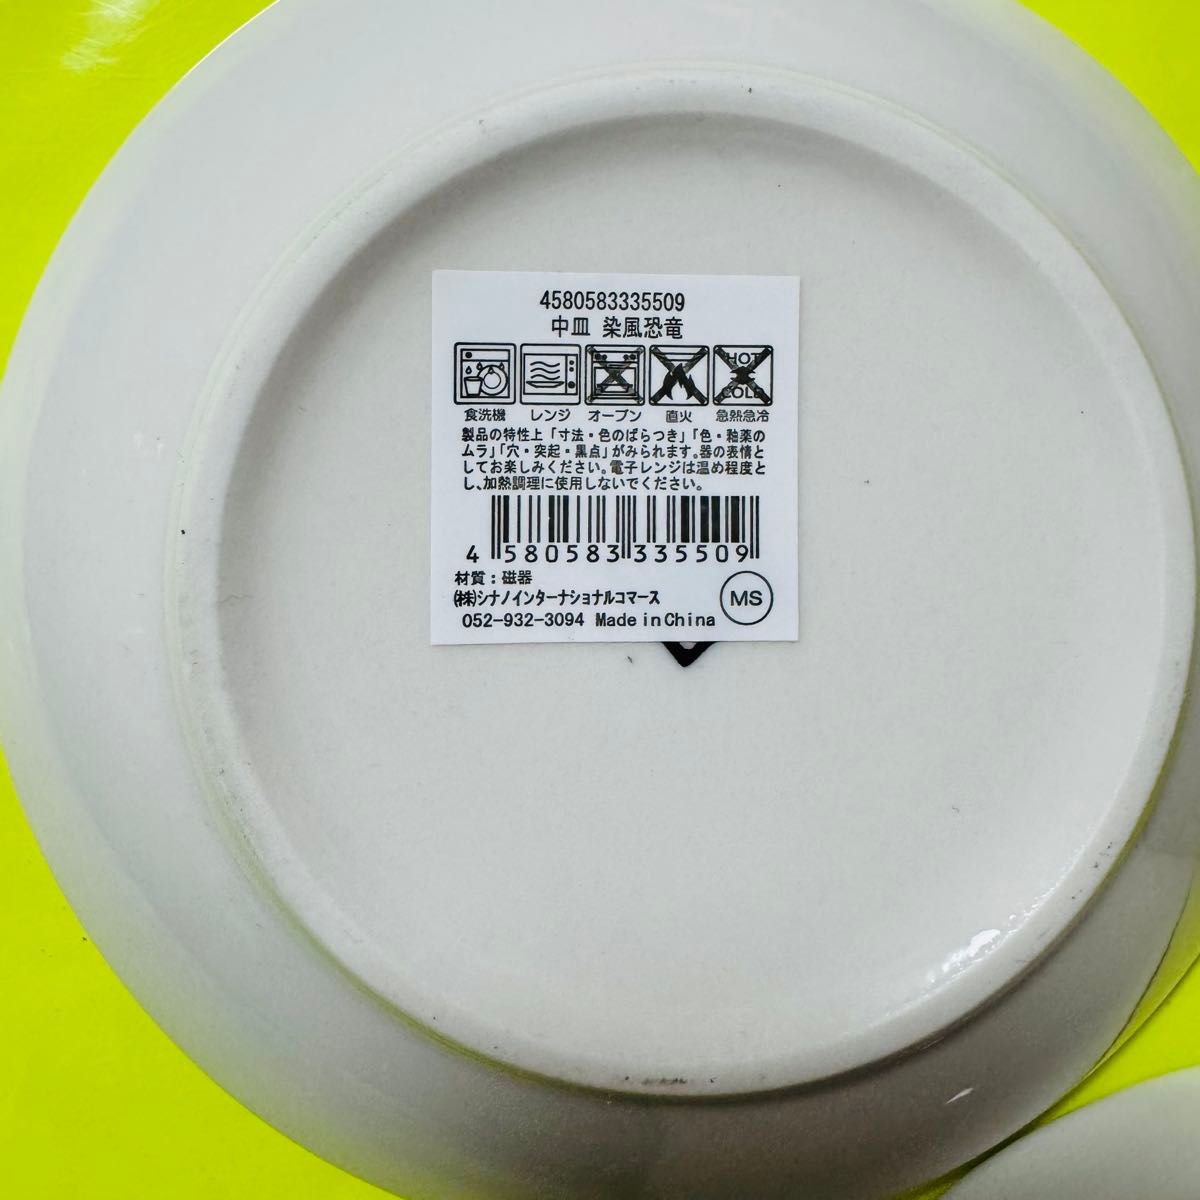 4580583335509
中皿 染風恐竜
HOT
COLD
食洗機 レンジ オーブン 直火 急熱急冷
製品の特性上「寸法・色のばらつき」「色・釉薬の
ムラ」「穴・突起・黒点」がみられます。器の表情と
してお楽しみください。電子レンジは温め程度と
し、加熱調理に使用しないでください。
4 580583 335509
材質:磁器
㈱シナノインターナショナルコマース
052-932-3094 Made in China
MS